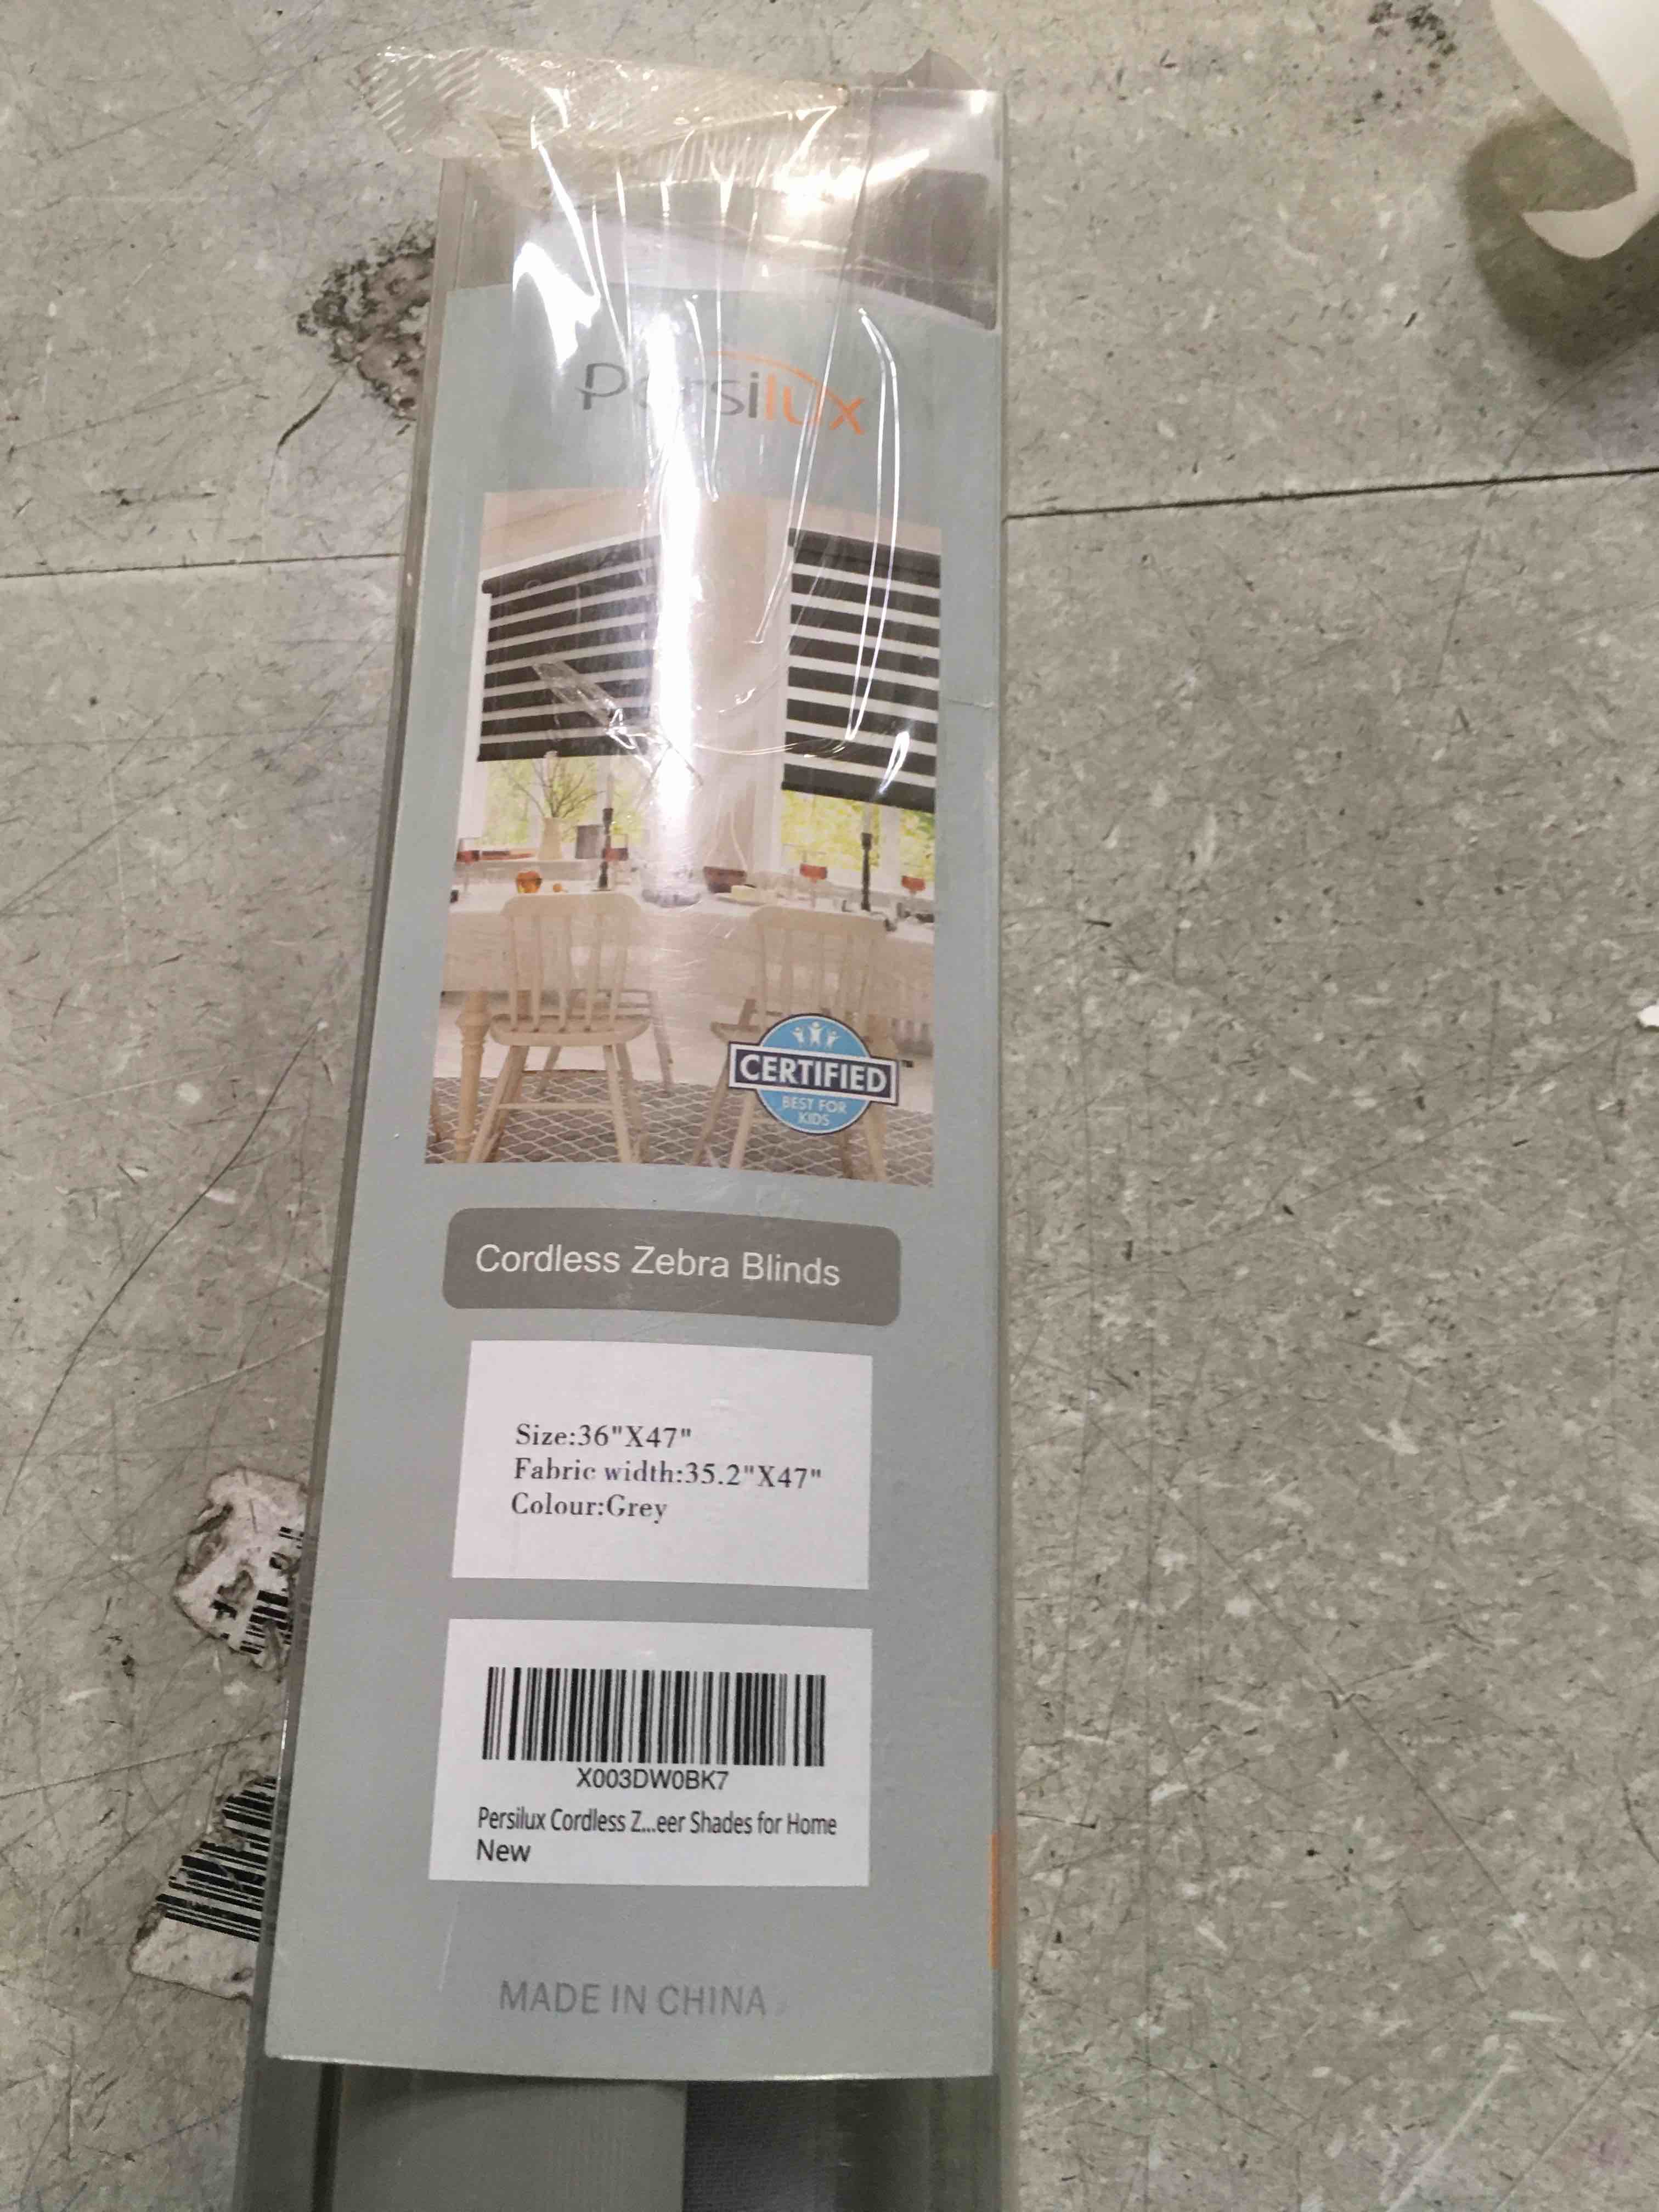 persilux
CERTIFIED
BEST FOR
KIDS
Cordless Zebra Blinds
Size:36"X47"
Fabric width:35.2"X47"
Colour:Grey
X003DW0BK7
Persilux Cordless Z...eer Shades for Home
New
MADE IN CHINA